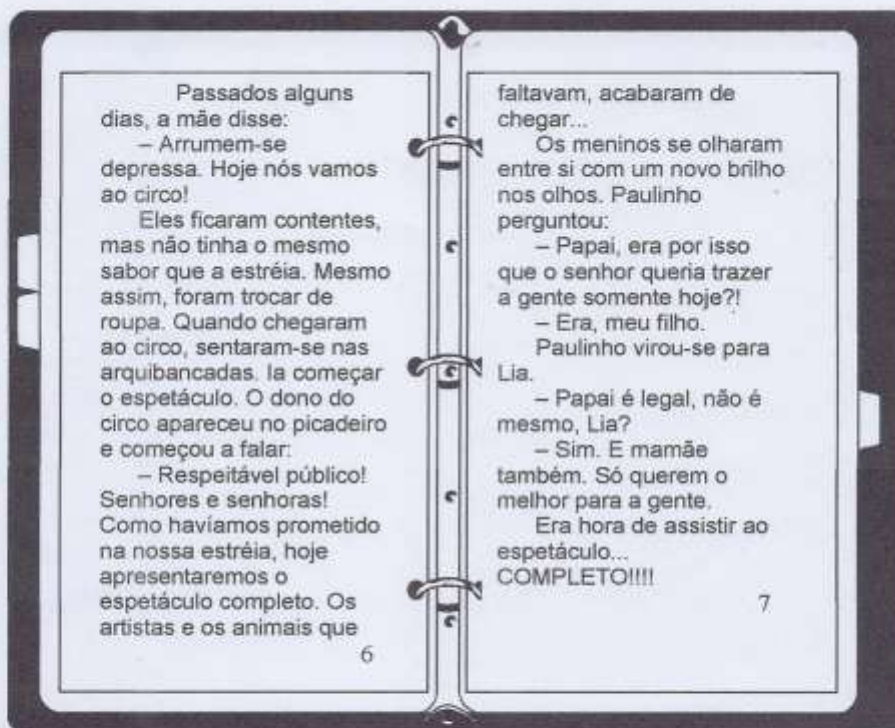 Passados alguns
dias, a mãe disse:
– Arrumem-se
depressa. Hoje nós vamos
ao circo!
Eles ficaram contentes,
mas não tinha o mesmo
sabor que a estréia. Mesmo
assim, foram trocar de
roupa. Quando chegaram
ao circo, sentaram-se nas
arquibancadas. Ia começar
o espetáculo. O dono do
circo apareceu no picadeiro
e começou a falar:
– Respeitável público!
Senhores e senhoras!
Como havíamos prometido
na nossa estréia, hoje
apresentaremos o
espetáculo completo. Os
artistas e os animais que
6
faltavam, acabaram de
chegar...
Os meninos se olharam
entre si com um novo brilho
nos olhos. Paulinho
perguntou:
– Papai, era por isso
que o senhor queria trazer
a gente somente hoje?!
– Era, meu filho.
Paulinho virou-se para
Lia.
– Papai é legal, não é
mesmo, Lia?
– Sim. E mamãe
também. Só querem o
melhor para a gente.
Era hora de assistir ao
espetáculo...
COMPLETO!!!!
7